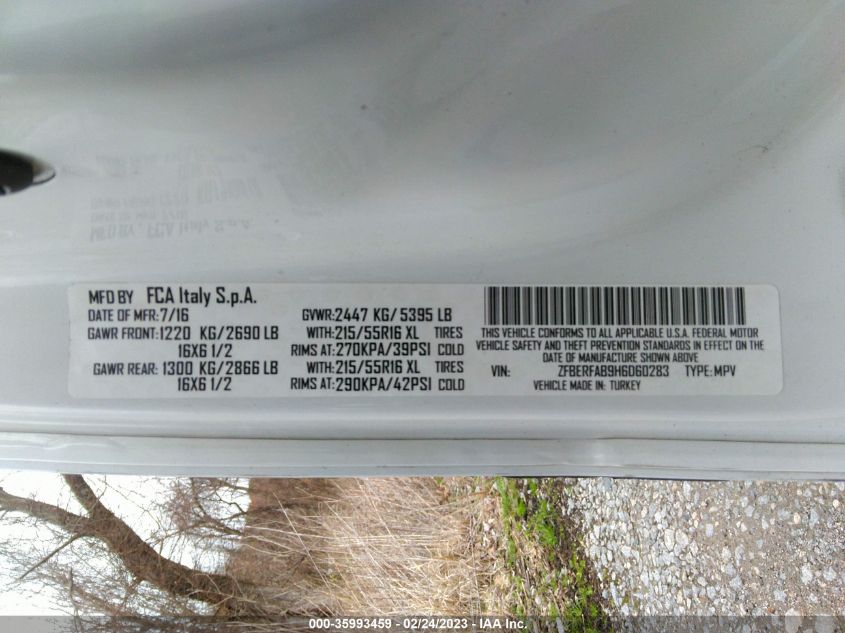 MFD BY FCA Italy S.p.A.
DATE OF MFR: 7/16
GAWR FRONT: 1220 KG/2690 LB
16X6 1/2
GAWR REAR: 1300 KG/2866 LB
16X6 1/2
GVWR: 2447 KG/ 5395 LB
WITH: 215/55R16 XL TIRES
RIMS AT: 270KPA/39PSI COLD
WITH: 215/55R16 XL TIRES
RIMS AT: 290KPA/42PSI COLD
THIS VEHICLE CONFORMS TO ALL APPLICABLE U.S.A. FEDERAL MOTOR
VEHICLE SAFETY AND THEFT PREVENTION STANDARDS IN EFFECT ON THE
DATE OF MANUFACTURE SHOWN ABOVE
VIN: ZFBERFAB9H6D60283 TYPE: MPV
VEHICLE MADE IN: TURKEY
000-35993459 - 02/24/2023 - IAA Inc.